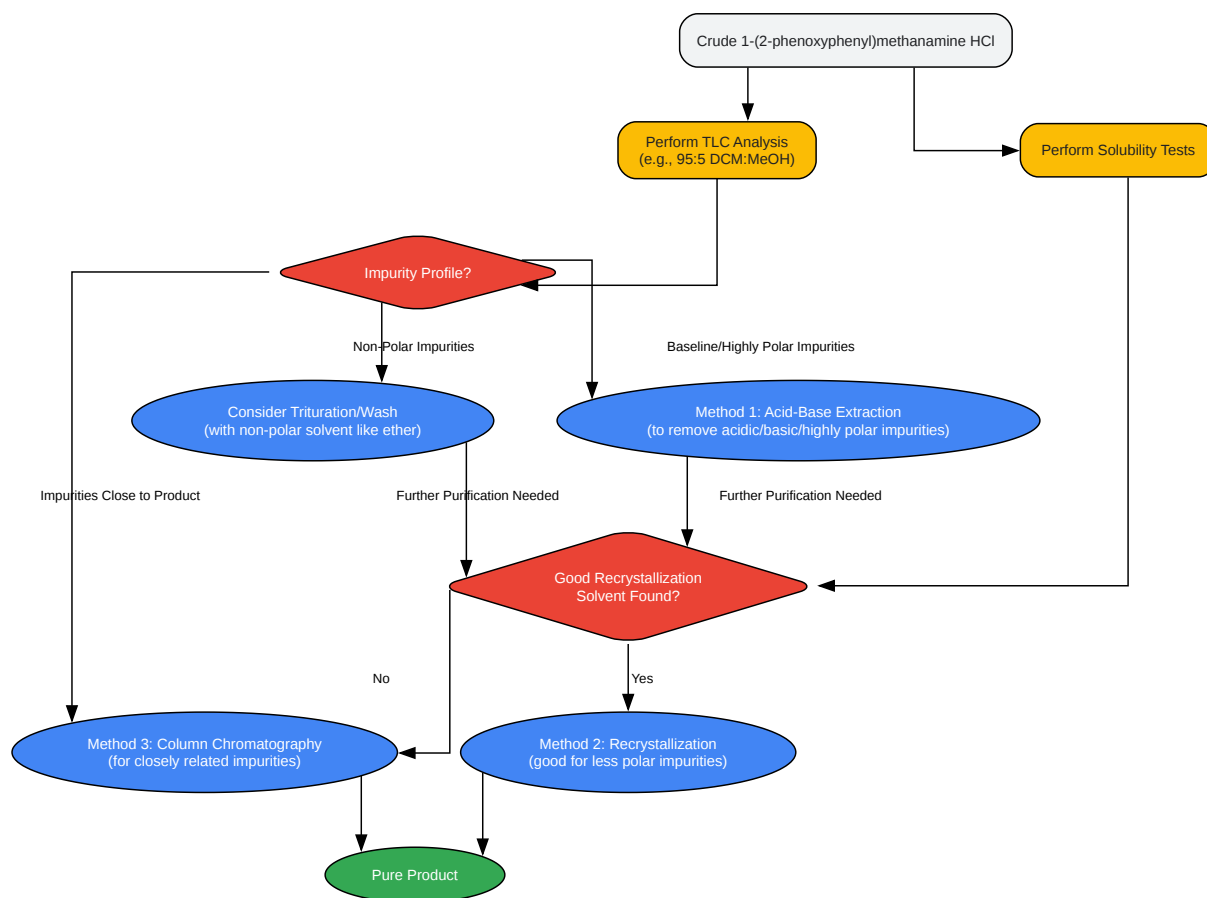 Crude 1-(2-phenoxyphenyl)methanamine HCl
Perform TLC Analysis
(e.g., 95:5 DCM:MeOH)
Perform Solubility Tests
Impurity Profile?
Non-Polar Impurities
Baseline/Highly Polar Impurities
Consider Trituration/Wash
(with non-polar solvent like ether)
Method 1: Acid-Base Extraction
(to remove acidic/basic/highly polar impurities)
Impurities Close to Product
Further Purification Needed
Further Purification Needed
Good Recrystallization
Solvent Found?
No
Yes
Method 3: Column Chromatography
(for closely related impurities)
Method 2: Recrystallization
(good for less polar impurities)
Pure Product